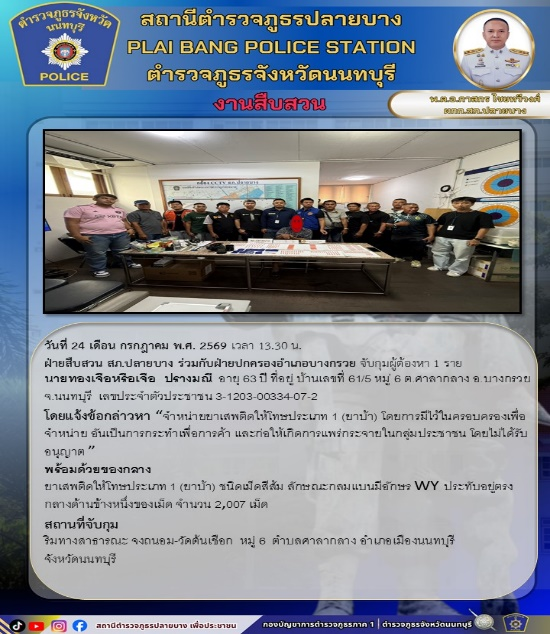 ตำรวจภูธรจังหวัด
นนทบุรี
POLICE
สถานีตำรวจภูธรปลายบาง
PLAI BANG POLICE STATION
ตำรวจภูธรจังหวัดนนทบุรี
งานสืบสวน
ผกก.สภ.ปลายบาง
วันที่ 24 เดือน กรกฎาคม พ.ศ. 2569 เวลา 13.30 น.
ฝ่ายสืบสวน สภ.ปลายบาง ร่วมกับฝ่ายปกครองอำเภอบางกรวย จับกุมผู้ต้องหา 1 ราย
นายทองเจือหรือเจือ ปรางมณี อายุ 63 ปี ที่อยู่ บ้านเลขที่ 61/5 หมู่ 6 ต.ศาลากลาง อ.บางกรวย
จ.นนทบุรี เลขประจำตัวประชาชน 3-1203-00334-07-2
โดยแจ้งข้อกล่าวหา “จำหน่ายยาเสพติดให้โทษประเภท 1 (ยาบ้า) โดยการมีไว้ในครอบครองเพื่อ
จำหน่าย อันเป็นการกระทำเพื่อการค้า และก่อให้เกิดการแพร่กระจายในกลุ่มประชาชน โดยไม่ได้รับ
อนุญาต ”
พร้อมด้วยของกลาง
ยาเสพติดให้โทษประเภท 1 (ยาบ้า) ชนิดเม็ดสีส้ม ลักษณะกลมแบนมีอักษร WY ประทับอยู่ตรง
กลางด้านข้างหนึ่งของเม็ด จำนวน 2,007 เม็ด
สถานที่จับกุม
ริมทางสาธารณะ จงถนอม-วัดต้นเชือก หมู่ 6 ตำบลศาลากลาง อำเภอเมืองนนทบุรี
จังหวัดนนทบุรี
สถานีตำรวจภูธรปลายบาง เพื่อประชาชน
กองบัญชาการตำรวจภูธรภาค 1 | ตำรวจภูธรจังหวัดนนทบุรี